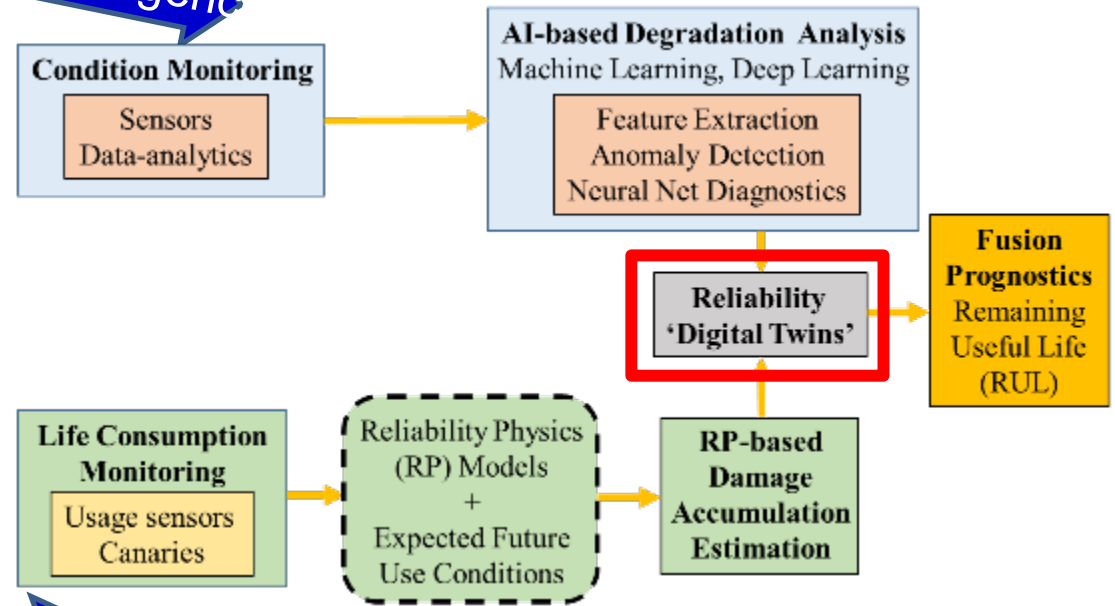 Condition Monitoring
Sensors
Data-analytics
AI-based Degradation Analysis
Machine Learning, Deep Learning
Feature Extraction
Anomaly Detection
Neural Net Diagnostics
Reliability
‘Digital Twins’
Fusion
Prognostics
Remaining
Useful Life
(RUL)
Life Consumption
Monitoring
Usage sensors
Canaries
Reliability Physics
(RP) Models
+
Expected Future
Use Conditions
RP-based
Damage
Accumulation
Estimation